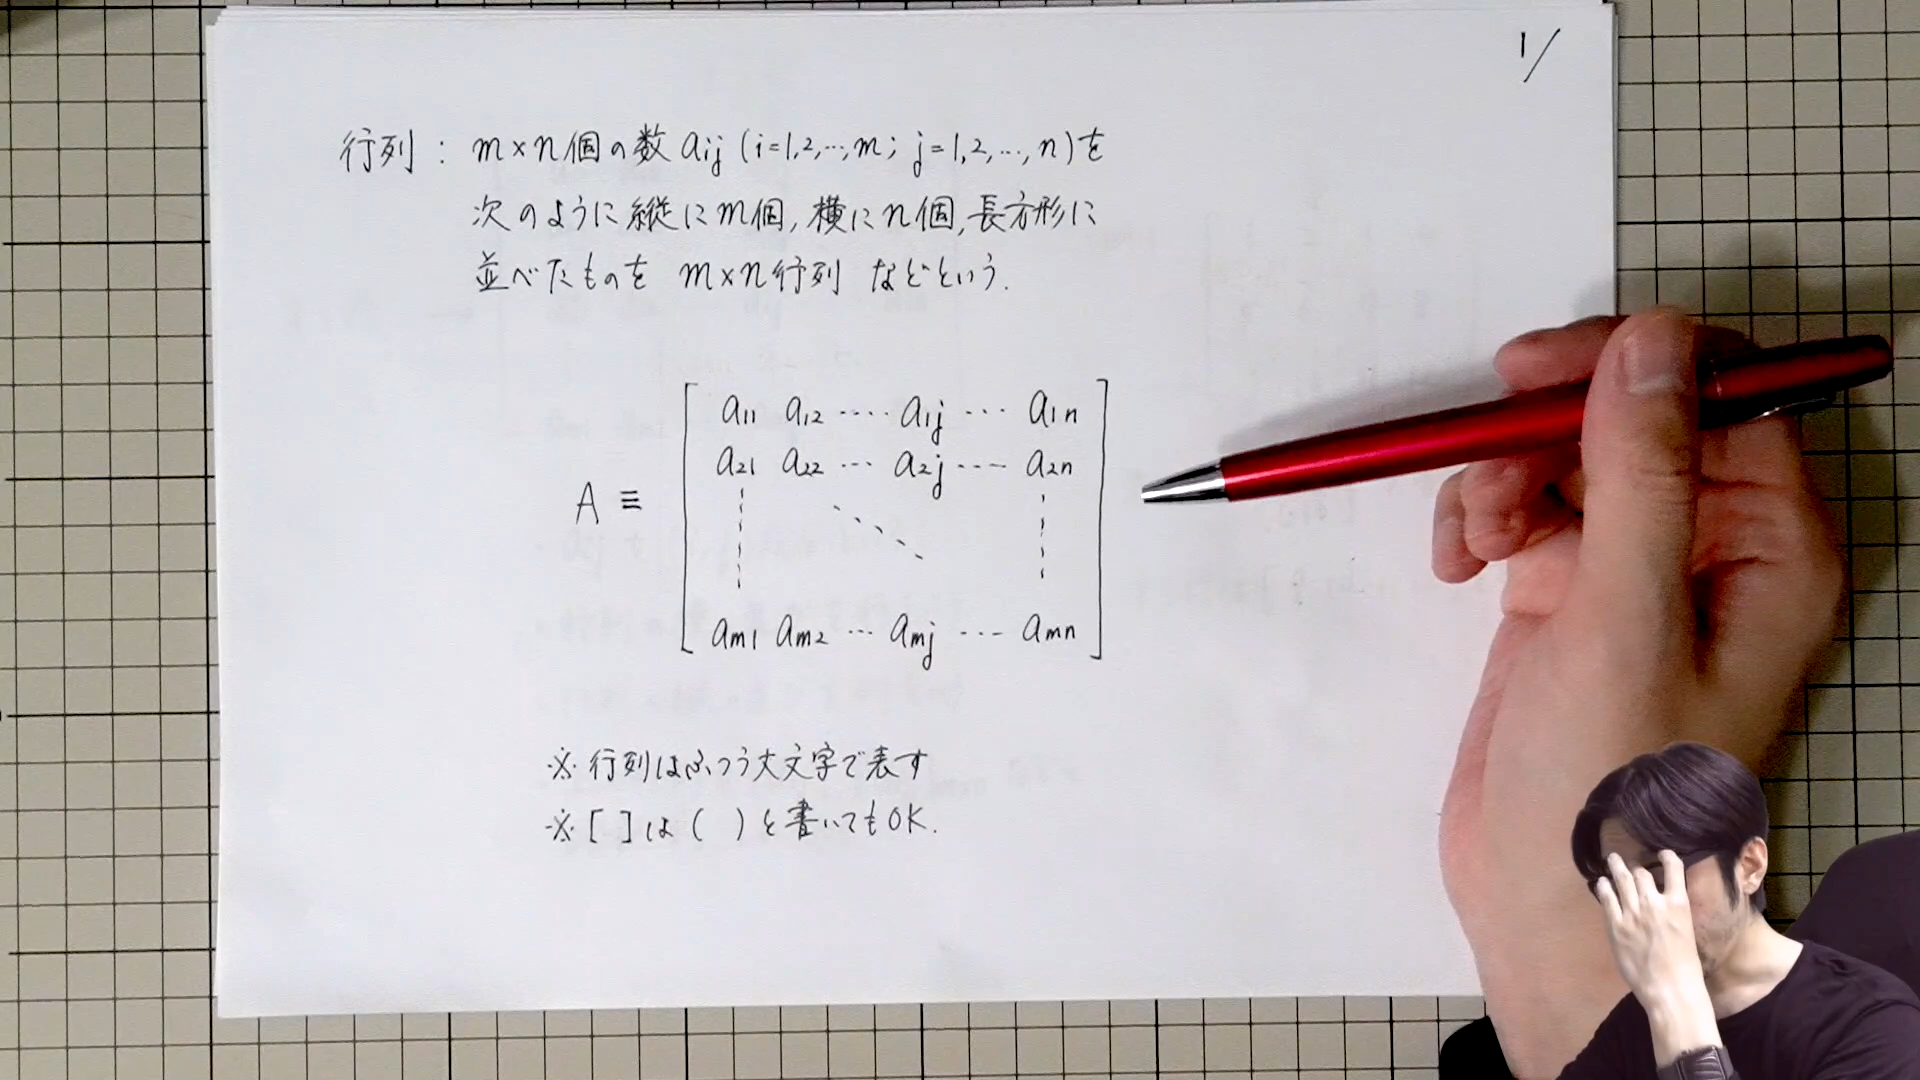 1/
行列 : m×n個の数 aij (i=1,2,…,m; j=1,2,…,n)を
次のように縦にm個,横にn個,長方形に
並べたものを m×n行列 などという.
a11 a12 ···· a1j ··· a1n
a21 a22 ··· a2j ···· a2n
A ≡
am1 am2 ··· amj ··· amn
※ 行列はふつう大文字で表す
※ [ ] は ( ) と書いてもOK.